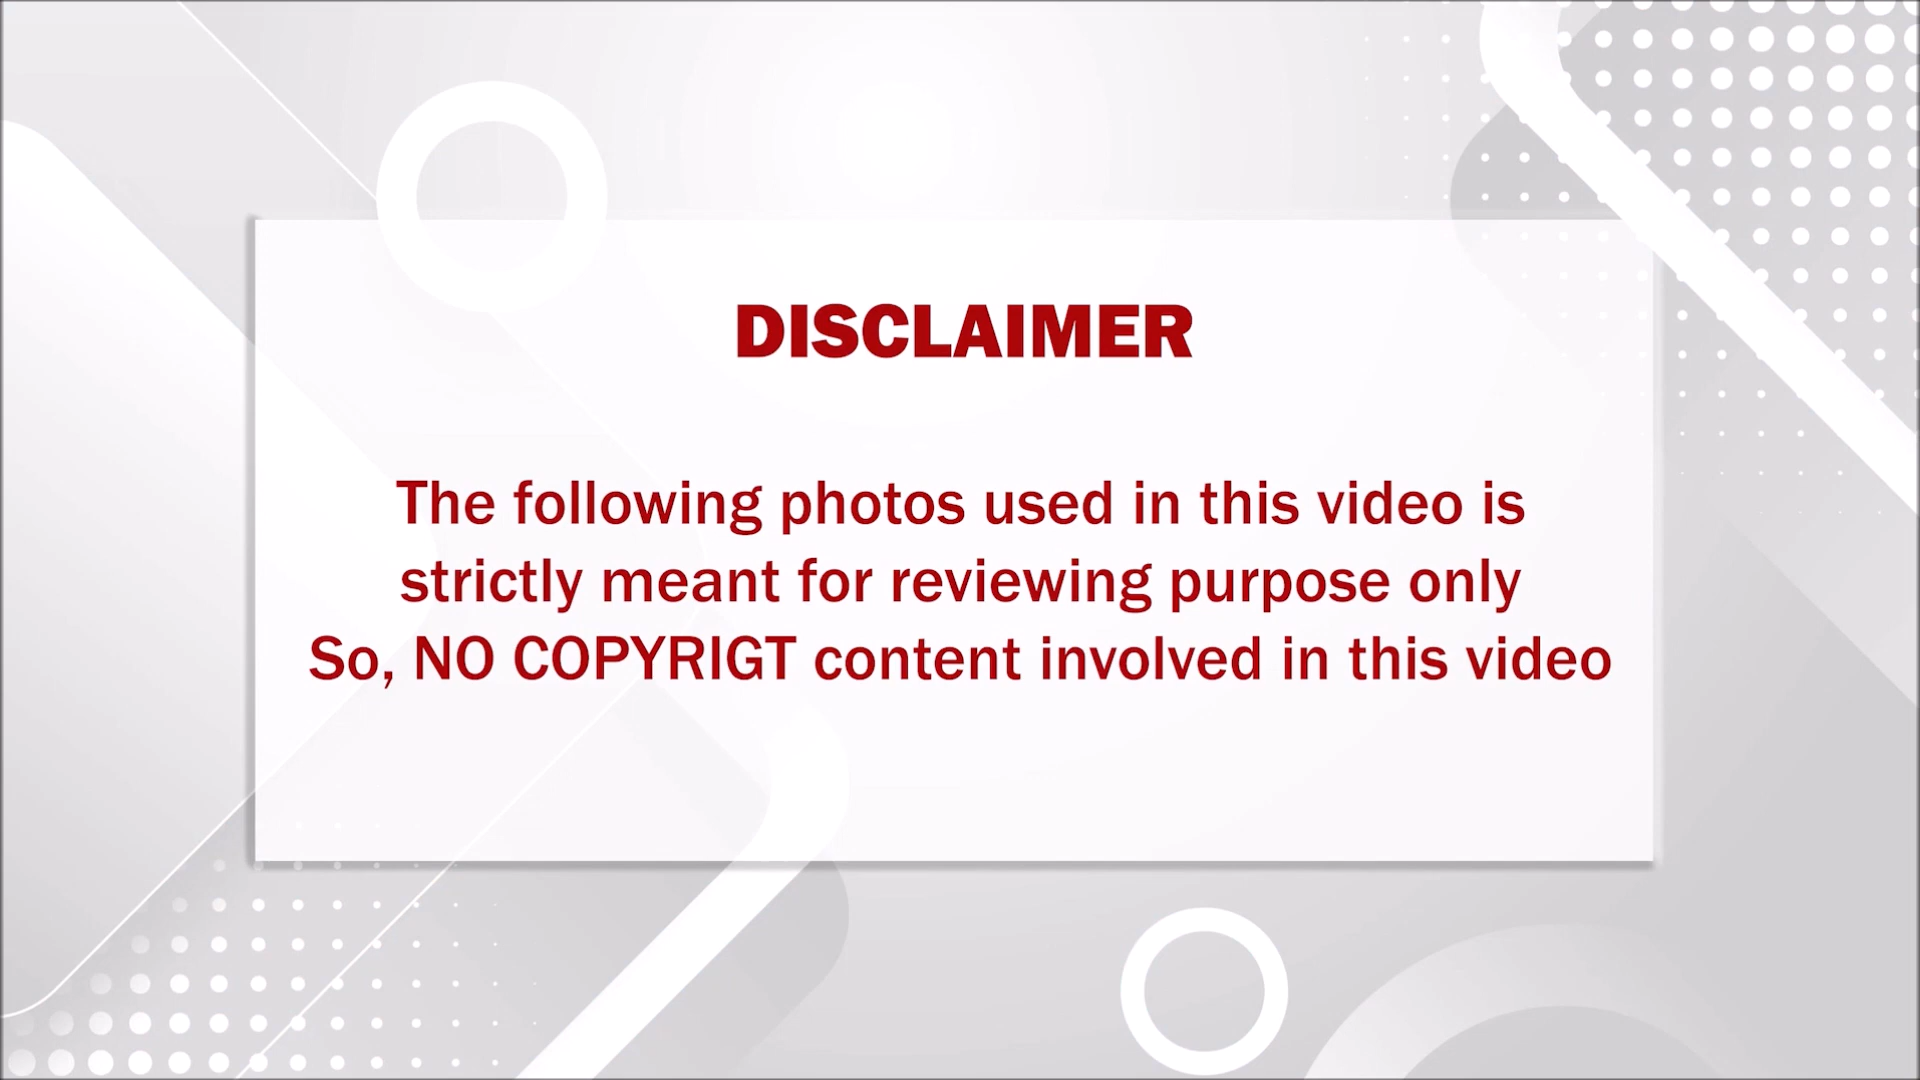 DISCLAIMER
The following photos used in this video is
strictly meant for reviewing purpose only
So, NO COPYRIGT content involved in this video